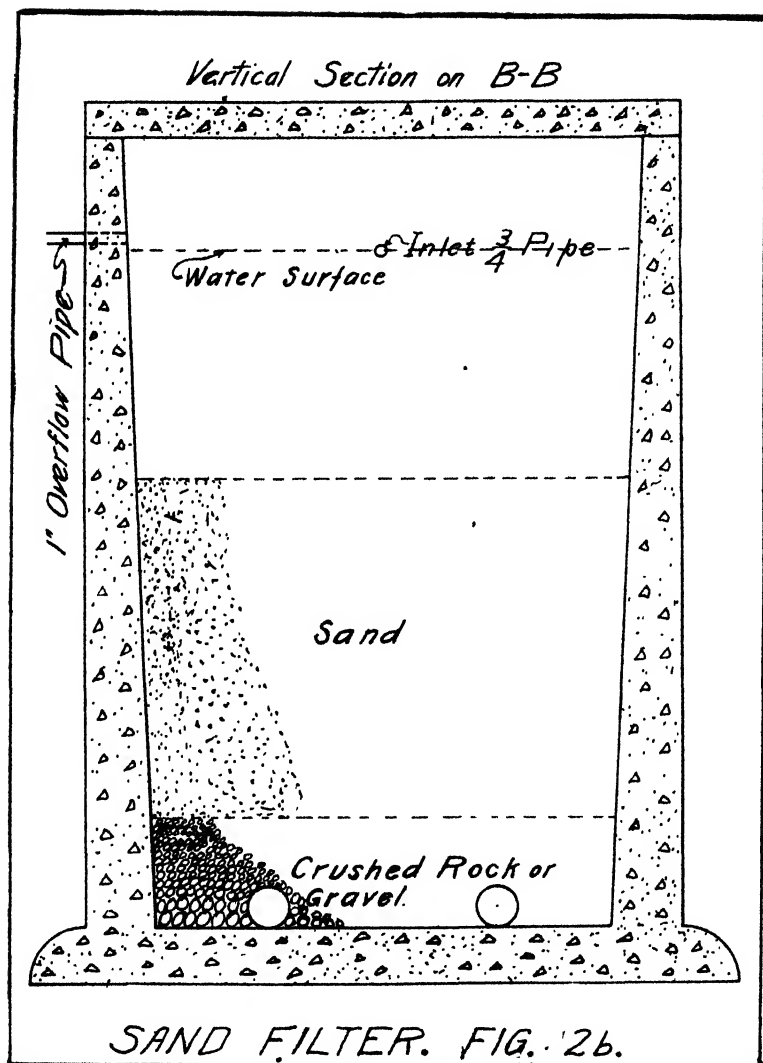 Vertical Section on B-B
Inlet 3/4 Pipe
Water Surface
1" Overflow Pipe
Sand
Crushed Rock or
Gravel.
SAND FILTER. FIG. 2b.